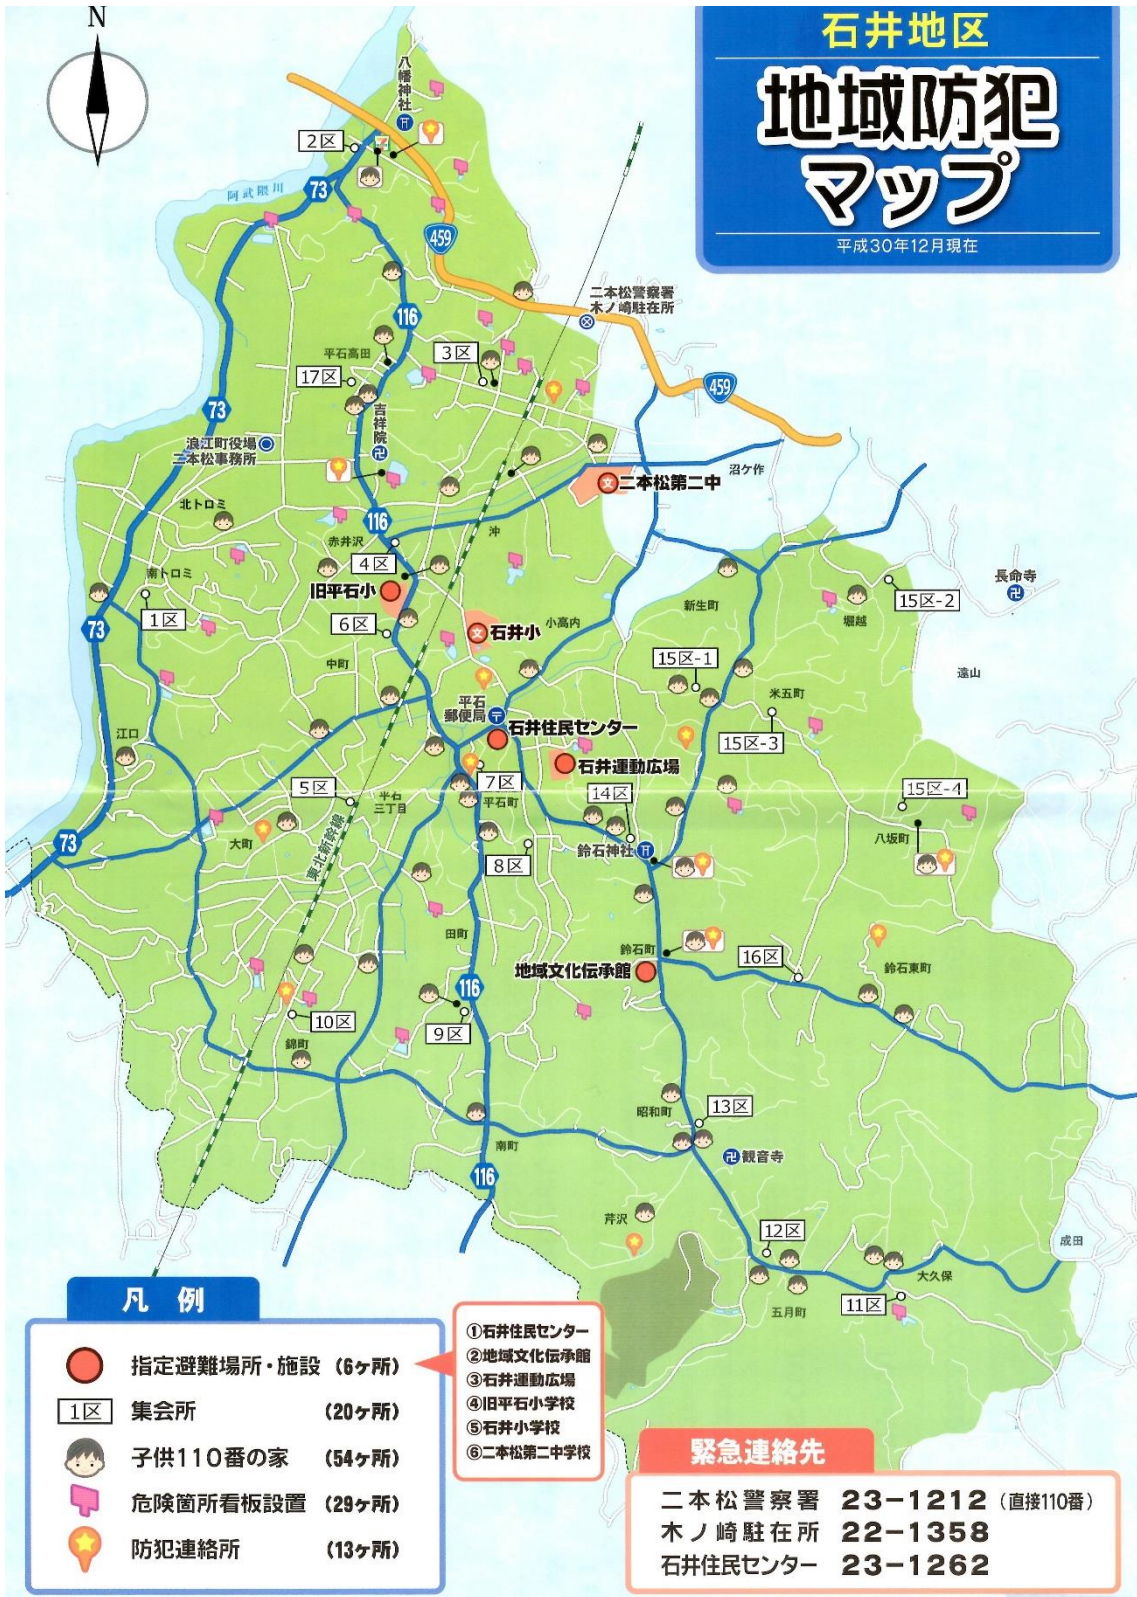 N
石井地区
地域防犯
マップ
平成30年12月現在
八幡神社
2区
阿武隈川
73
459
二本松警察署
木ノ崎駐在所
116
平石高田
3区
17区
459
73
吉祥院
浪江町役場
二本松事務所
二本松第二中
沼ケ作
北トロミ
116
赤井沢
沖
4区
南トロミ
旧平石小
長命寺
1区
15区-2
堀越
新生町
73
6区
石井小
小高内
中町
15区-1
遠山
米五町
平石
郵便局
石井住民センター
江口
15区-3
石井運動広場
5区
平石
三丁目
7区
平石町
14区
15区-4
73
大町
東北新幹線
8区
鈴石神社
八坂町
田町
鈴石町
地域文化伝承館
16区
鈴石東町
116
10区
9区
錦町
昭和町
13区
南町
観音寺
116
芹沢
12区
成田
大久保
五月町
11区
凡例
指定避難場所・施設 (6ヶ所)
1区 集会所 (20ヶ所)
子供110番の家 (54ヶ所)
危険箇所看板設置 (29ヶ所)
防犯連絡所 (13ヶ所)
①石井住民センター
②地域文化伝承館
③石井運動広場
④旧平石小学校
⑤石井小学校
⑥二本松第二中学校
緊急連絡先
二本松警察署 23-1212 (直接110番)
木ノ崎駐在所 22-1358
石井住民センター 23-1262